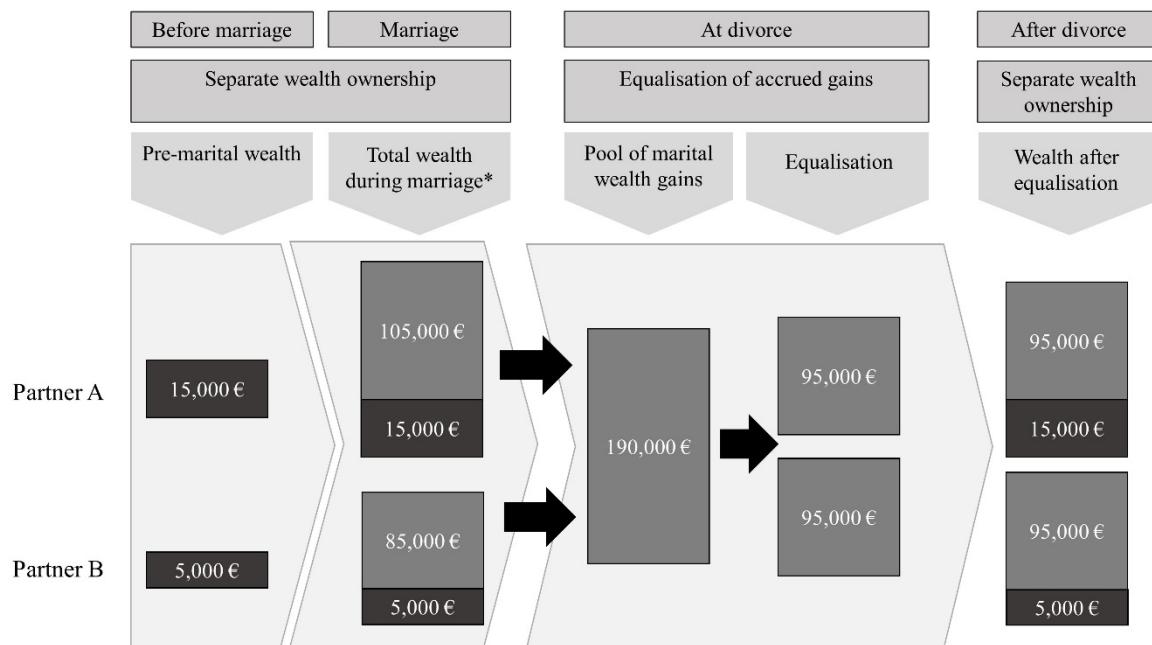 Before marriage
Marriage
At divorce
After divorce
Separate wealth ownership
Equalisation of accrued gains
Separate wealth
ownership
Pre-marital wealth
Total wealth
during marriage*
Pool of marital
wealth gains
Equalisation
Wealth after
equalisation
Partner A
15,000 €
105,000 €
15,000 €
190,000 €
95,000 €
95,000 €
15,000 €
Partner B
5,000 €
85,000 €
5,000 €
95,000 €
95,000 €
5,000 €